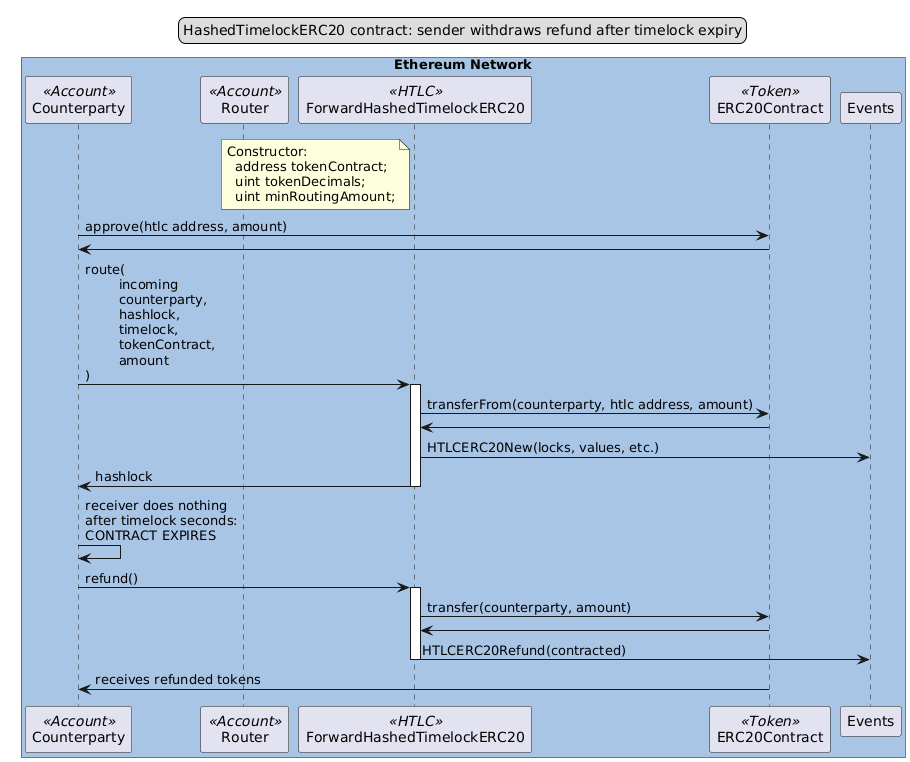 HashedTimelockERC20 contract: sender withdraws refund after timelock expiry
Ethereum Network
«Account»
Counterparty
«Account»
Router
«HTLC»
ForwardHashedTimelockERC20
«Token»
ERC20Contract
Events
Constructor:
address tokenContract;
uint tokenDecimals;
uint minRoutingAmount;
approve(htlc address, amount)
route(
incoming
counterparty,
hashlock,
timelock,
tokenContract,
amount
)
transferFrom(counterparty, htlc address, amount)
HTLCERC20New(locks, values, etc.)
hashlock
receiver does nothing
after timelock seconds:
CONTRACT EXPIRES
refund()
transfer(counterparty, amount)
HTLCERC20Refund(contracted)
receives refunded tokens
«Account»
Counterparty
«Account»
Router
«HTLC»
ForwardHashedTimelockERC20
«Token»
ERC20Contract
Events